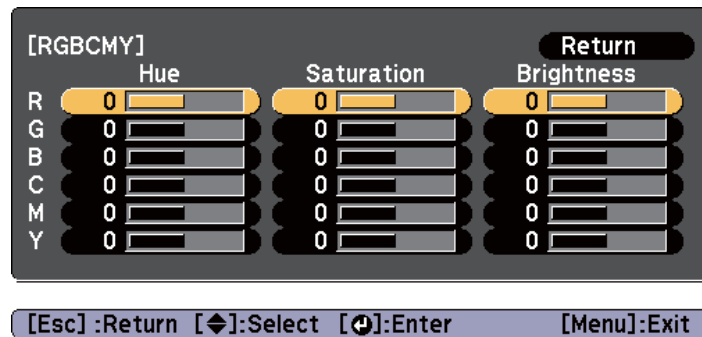 [RGBCMY] Return
Hue Saturation Brightness
R 0 0 0
G 0 0 0
B 0 0 0
C 0 0 0
M 0 0 0
Y 0 0 0
[Esc] :Return [◆]:Select [⏎]:Enter [Menu]:Exit